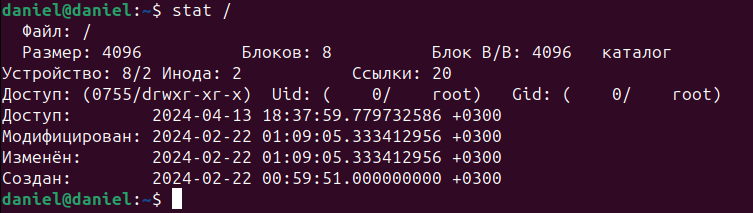 daniel@daniel:~$ stat /
  Файл: /
  Размер: 4096      	Блоков: 8          Блок В/В: 4096   каталог
Устройство: 8/2	Инода: 2           Ссылки: 20
Доступ: (0755/drwxr-xr-x)  Uid: (    0/    root)   Gid: (    0/    root)
Доступ:        2024-04-13 18:37:59.779732586 +0300
Модифицирован: 2024-02-22 01:09:05.333412956 +0300
Изменён:       2024-02-22 01:09:05.333412956 +0300
Создан:        2024-02-22 00:59:51.000000000 +0300
daniel@daniel:~$